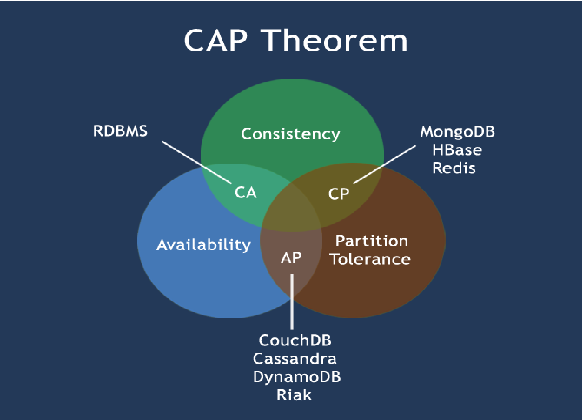 CAP Theorem
RDBMS
Consistency
MongoDB
HBase
Redis
CA
CP
Availability
Partition
Tolerance
AP
CouchDB
Cassandra
DynamoDB
Riak